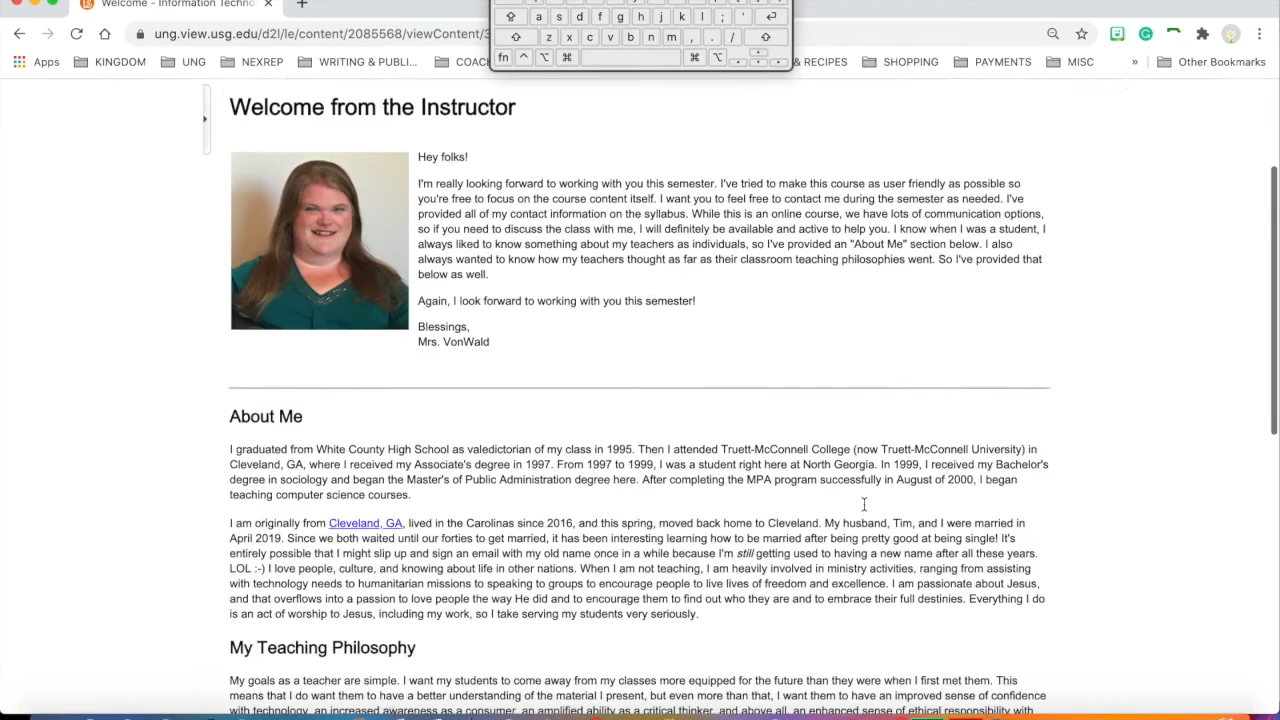 Welcome - Information Techno
ung.view.usg.edu/d2l/le/content/2085568/viewContent/3
a s d f g h j k l ; '
z x c v b n m , . /
fn
Apps KINGDOM UNG NEXREP WRITING & PUBLI... COAC & RECIPES SHOPPING PAYMENTS MISC » Other Bookmarks
Welcome from the Instructor
Hey folks!
I'm really looking forward to working with you this semester. I've tried to make this course as user friendly as possible so
you're free to focus on the course content itself. I want you to feel free to contact me during the semester as needed. I've
provided all of my contact information on the syllabus. While this is an online course, we have lots of communication options,
so if you need to discuss the class with me, I will definitely be available and active to help you. I know when I was a student, I
always liked to know something about my teachers as individuals, so I've provided an "About Me" section below. I also
always wanted to know how my teachers thought as far as their classroom teaching philosophies went. So I've provided that
below as well.
Again, I look forward to working with you this semester!
Blessings,
Mrs. VonWald
About Me
I graduated from White County High School as valedictorian of my class in 1995. Then I attended Truett-McConnell College (now Truett-McConnell University) in
Cleveland, GA, where I received my Associate's degree in 1997. From 1997 to 1999, I was a student right here at North Georgia. In 1999, I received my Bachelor's
degree in sociology and began the Master's of Public Administration degree here. After completing the MPA program successfully in August of 2000, I began
teaching computer science courses.
I am originally from Cleveland, GA, lived in the Carolinas since 2016, and this spring, moved back home to Cleveland. My husband, Tim, and I were married in
April 2019. Since we both waited until our forties to get married, it has been interesting learning how to be married after being pretty good at being single! It's
entirely possible that I might slip up and sign an email with my old name once in a while because I'm still getting used to having a new name after all these years.
LOL :-) I love people, culture, and knowing about life in other nations. When I am not teaching, I am heavily involved in ministry activities, ranging from assisting
with technology needs to humanitarian missions to speaking to groups to encourage people to live lives of freedom and excellence. I am passionate about Jesus,
and that overflows into a passion to love people the way He did and to encourage them to find out who they are and to embrace their full destinies. Everything I do
is an act of worship to Jesus, including my work, so I take serving my students very seriously.
My Teaching Philosophy
My goals as a teacher are simple. I want my students to come away from my classes more equipped for the future than they were when I first met them. This
means that I do want them to have a better understanding of the material I present, but even more than that, I want them to have an improved sense of confidence
with technology, an increased awareness as a consumer, an amplified ability as a critical thinker, and above all, an enhanced sense of ethical responsibility with